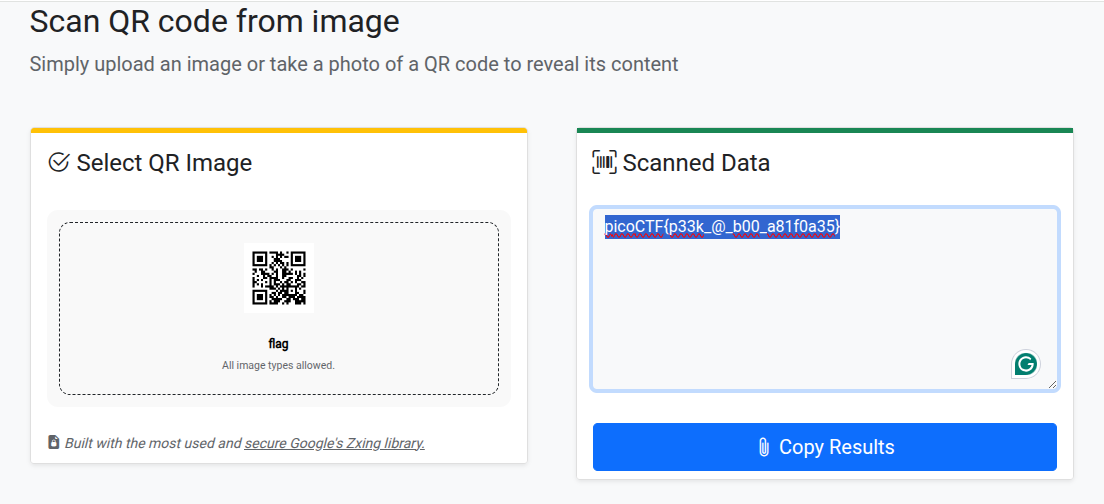 Scan QR code from image
Simply upload an image or take a photo of a QR code to reveal its content
Select QR Image
flag
All image types allowed.
Built with the most used and secure Google's Zxing library.
Scanned Data
picoCTF{p33k_@_b00_a81f0a35}
G
Copy Results